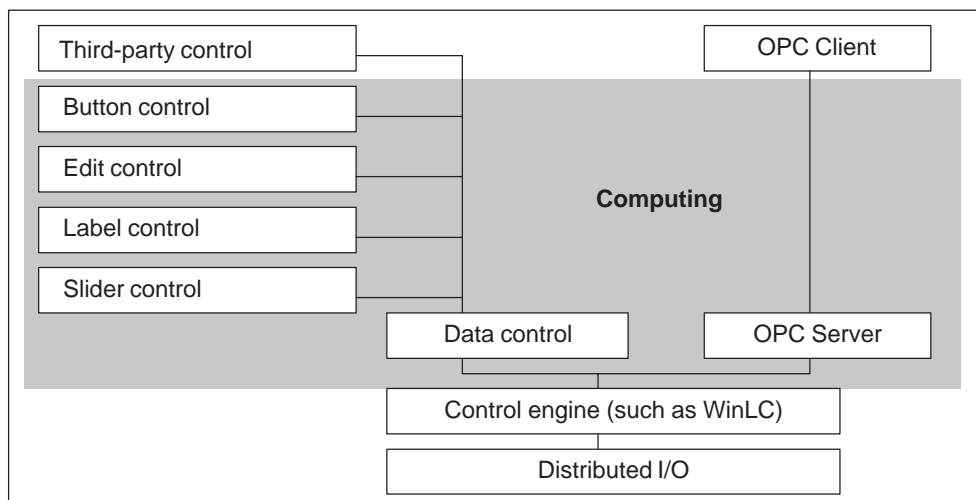 Third-party control
OPC Client
Button control
Edit control
Computing
Label control
Slider control
Data control
OPC Server
Control engine (such as WinLC)
Distributed I/O